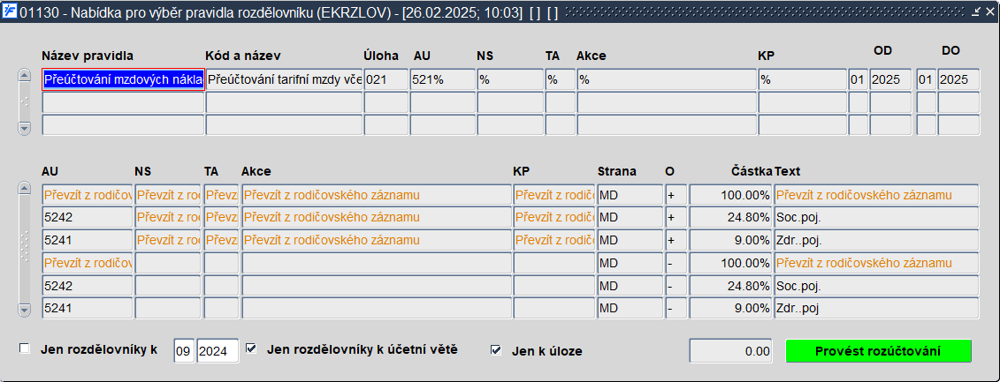 01130 - Nabídka pro výběr pravidla rozdělovníku (EKRZLOV) - [26.02.2025; 10:03] [ ] [ ]
OD DO
Název pravidla Kód a název Úloha AU NS TA Akce KP
Přeúčtování mzdových nákla Přeúčtování tarifní mzdy vče 021 521% % % % % 01 2025 01 2025
AU NS TA Akce KP Strana O Částka Text
Převzít z rodičov Převzít z ro Převz Převzít z rodičovského záznamu Převzít z rodič MD + 100.00% Převzít z rodičovského záznamu
5242 Převzít z ro Převz Převzít z rodičovského záznamu Převzít z rodič MD + 24.80% Soc.poj.
5241 Převzít z ro Převz Převzít z rodičovského záznamu Převzít z rodič MD + 9.00% Zdr..poj.
Převzít z rodičov MD - 100.00% Převzít z rodičovského záznamu
5242 MD - 24.80% Soc.poj.
5241 MD - 9.00% Zdr..poj
Jen rozdělovníky k 09 2024 Jen rozdělovníky k účetní větě Jen k úloze 0.00 Provést rozúčtování